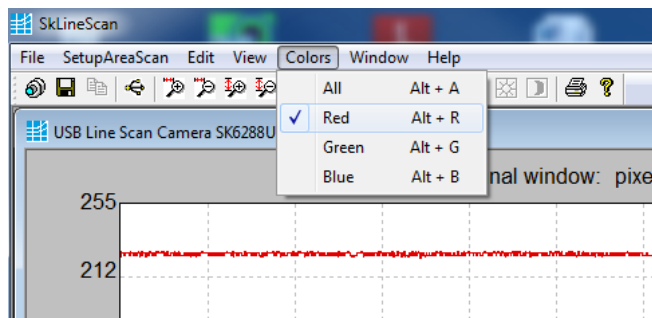 SkLineScan
File SetupAreaScan Edit View Colors Window Help
All Alt + A
Red Alt + R
Green Alt + G
Blue Alt + B
USB Line Scan Camera SK6288U
nal window: pixe
255
212